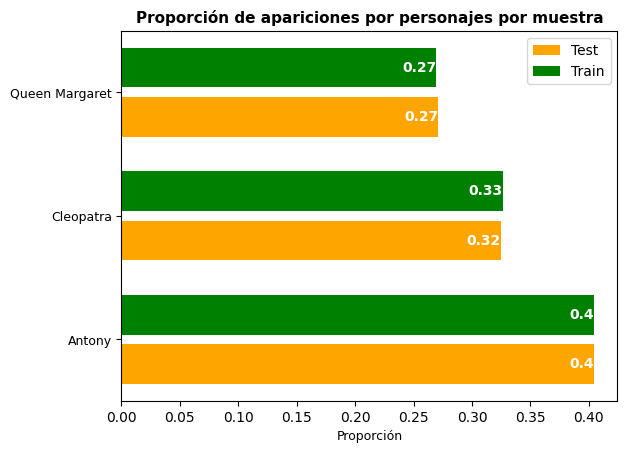 Proporción de apariciones por personajes por muestra
Test
Train
Queen Margaret
0.27
0.27
Cleopatra
0.33
0.32
Antony
0.4
0.4
0.00 0.05 0.10 0.15 0.20 0.25 0.30 0.35 0.40
Proporción